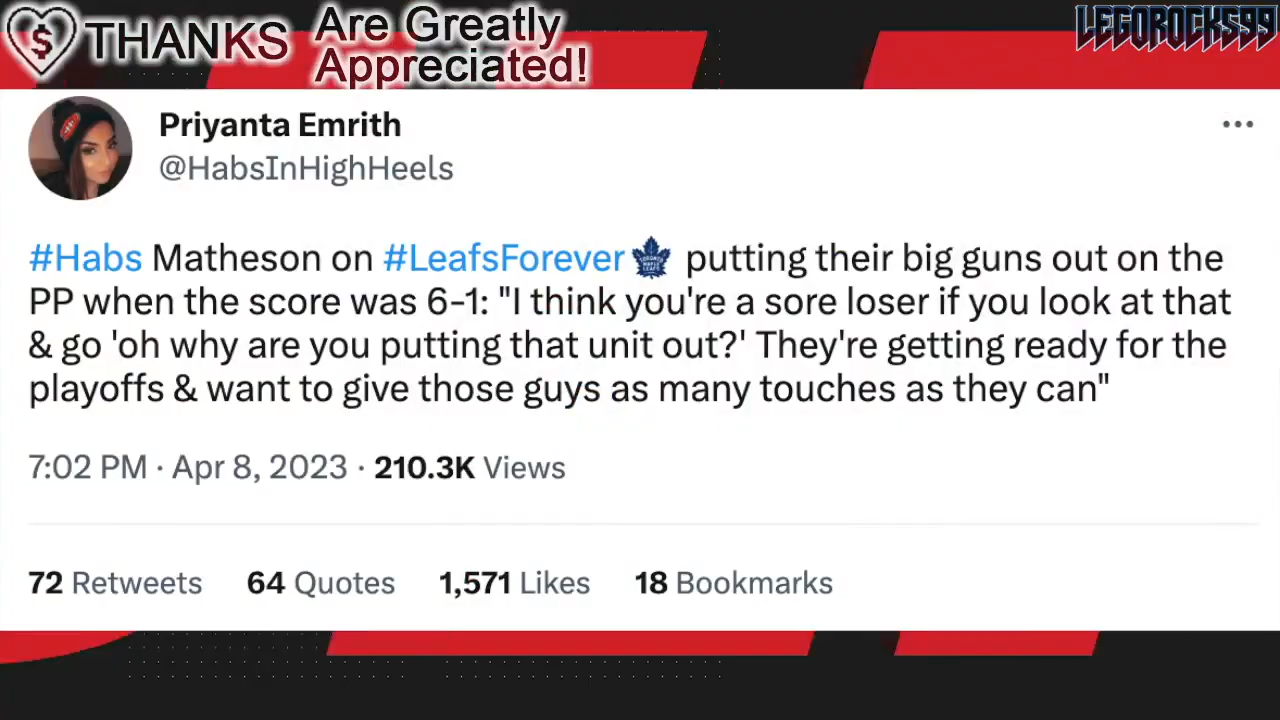 THANKS
Are Greatly
Appreciated!
LEGOROCKS99
Priyanta Emrith
@HabsInHighHeels
#Habs Matheson on #LeafsForever putting their big guns out on the
PP when the score was 6-1: "I think you're a sore loser if you look at that
& go 'oh why are you putting that unit out?' They're getting ready for the
playoffs & want to give those guys as many touches as they can"
7:02 PM · Apr 8, 2023 · 210.3K Views
72 Retweets 64 Quotes 1,571 Likes 18 Bookmarks